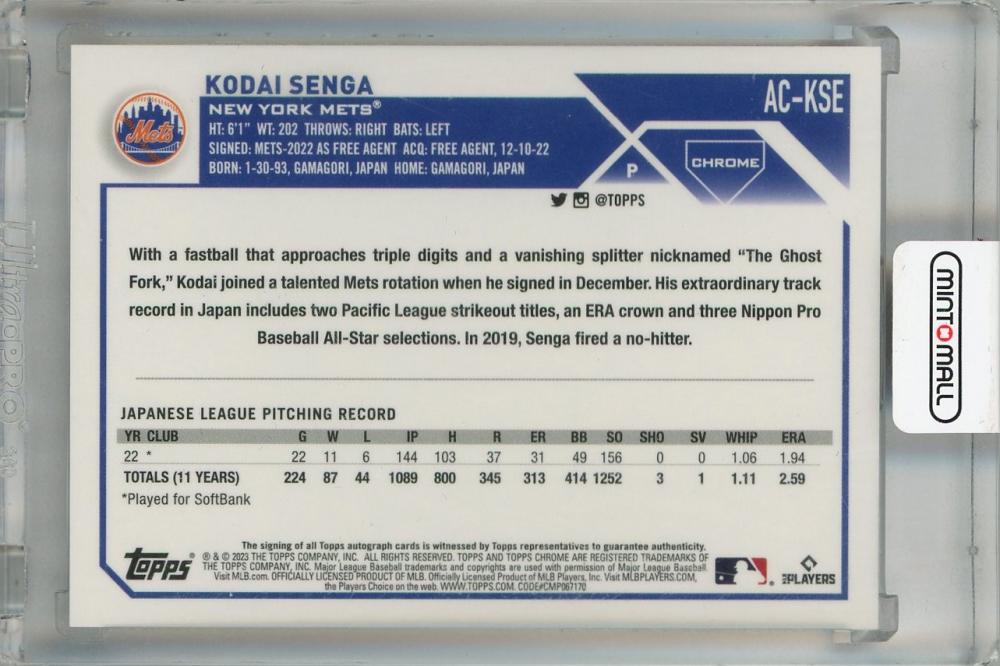 KODAI SENGA
AC-KSE
Mets
NEW YORK METS®
HT: 6'1" WT: 202 THROWS: RIGHT BATS: LEFT
SIGNED: METS-2022 AS FREE AGENT ACQ: FREE AGENT, 12-10-22
BORN: 1-30-93, GAMAGORI, JAPAN HOME: GAMAGORI, JAPAN
P
CHROME
@TOPPS
With a fastball that approaches triple digits and a vanishing splitter nicknamed “The Ghost
Fork,” Kodai joined a talented Mets rotation when he signed in December. His extraordinary track
record in Japan includes two Pacific League strikeout titles, an ERA crown and three Nippon Pro
Baseball All-Star selections. In 2019, Senga fired a no-hitter.
JAPANESE LEAGUE PITCHING RECORD
YR CLUB G W L IP H R ER BB SO SHO SV WHIP ERA
22 * 22 11 6 144 103 37 31 49 156 0 0 1.06 1.94
TOTALS (11 YEARS) 224 87 44 1089 800 345 313 414 1252 3 1 1.11 2.59
*Played for SoftBank
The signing of all Topps autograph cards is witnessed by Topps representatives to guarantee authenticity.
® & © 2023 THE TOPPS COMPANY, INC. ALL RIGHTS RESERVED. TOPPS AND TOPPS CHROME ARE REGISTERED TRADEMARKS OF
THE TOPPS COMPANY, INC. Major League Baseball trademarks and copyrights are used with permission of Major League Baseball.
Visit MLB.com. OFFICIALLY LICENSED PRODUCT OF MLB. Officially Licensed Product of MLB Players, Inc. Visit MLBPLAYERS.COM,
the Players Choice on the web. WWW.TOPPS.COM. CODE#CMP067170
Topps®
MLB PLAYERS
MINT MALL
Ultra PRO